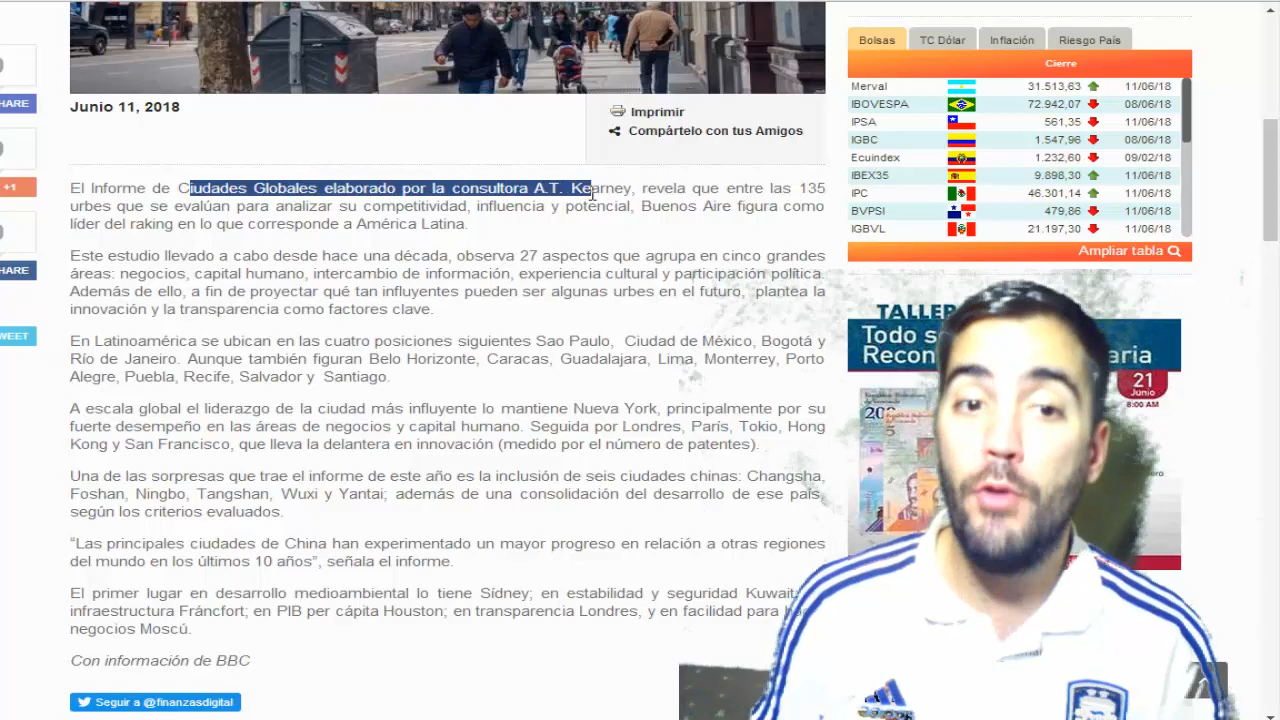 Bolsas
TC Dólar
Inflación
Riesgo País
Cierre
Merval 31.513,63 11/06/18
IBOVESPA 72.942,07 08/06/18
IPSA 561,35 11/06/18
IGBC 1.547,96 08/06/18
Ecuindex 1.232,60 09/02/18
IBEX35 9.898,30 11/06/18
IPC 46.301,14 11/06/18
BVPSI 479,86 11/06/18
IGBVL 21.197,30 11/06/18
Ampliar tabla
HARE
+1
HARE
WEET
Junio 11, 2018
Imprimir
Compártelo con tus Amigos
El Informe de Ciudades Globales elaborado por la consultora A.T. Kearney, revela que entre las 135
urbes que se evalúan para analizar su competitividad, influencia y potencial, Buenos Aire figura como
líder del raking en lo que corresponde a América Latina.
Este estudio llevado a cabo desde hace una década, observa 27 aspectos que agrupa en cinco grandes
áreas: negocios, capital humano, intercambio de información, experiencia cultural y participación política.
Además de ello, a fin de proyectar qué tan influyentes pueden ser algunas urbes en el futuro, plantea la
innovación y la transparencia como factores clave.
En Latinoamérica se ubican en las cuatro posiciones siguientes Sao Paulo, Ciudad de México, Bogotá y
Río de Janeiro. Aunque también figuran Belo Horizonte, Caracas, Guadalajara, Lima, Monterrey, Porto
Alegre, Puebla, Recife, Salvador y Santiago.
A escala global el liderazgo de la ciudad más influyente lo mantiene Nueva York, principalmente por su
fuerte desempeño en las áreas de negocios y capital humano. Seguida por Londres, París, Tokio, Hong
Kong y San Francisco, que lleva la delantera en innovación (medido por el número de patentes).
Una de las sorpresas que trae el informe de este año es la inclusión de seis ciudades chinas: Changsha,
Foshan, Ningbo, Tangshan, Wuxi y Yantai; además de una consolidación del desarrollo de ese país,
según los criterios evaluados.
“Las principales ciudades de China han experimentado un mayor progreso en relación a otras regiones
del mundo en los últimos 10 años”, señala el informe.
El primer lugar en desarrollo medioambiental lo tiene Sídney; en estabilidad y seguridad Kuwait;
infraestructura Fráncfort; en PIB per cápita Houston; en transparencia Londres, y en facilidad para
negocios Moscú.
Con información de BBC
Seguir a @finanzasdigital
TALLER
Todo
Recon aria
21
Junio
8:00 AM
adidas